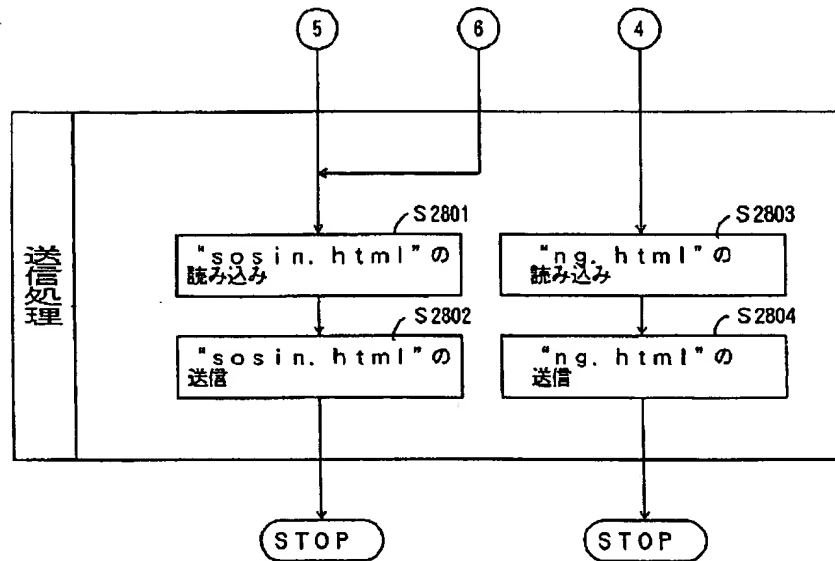 5
6
4
送信処理
S2801
“sosin. html”の
読み込み
S2802
“sosin. html”の
送信
STOP
S2803
“ng. html”の
読み込み
S2804
“ng. html”の
送信
STOP